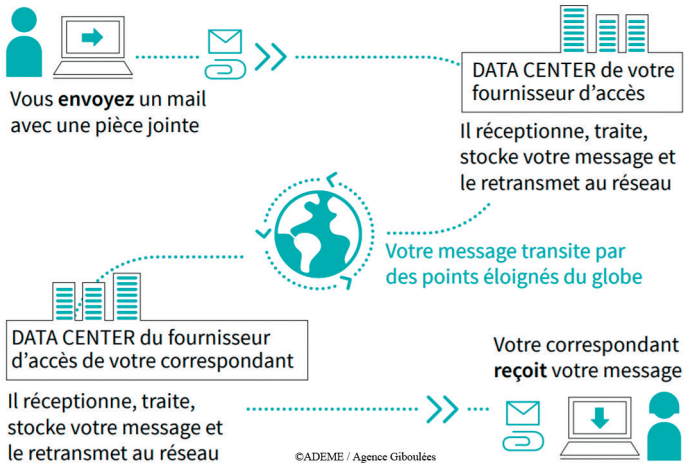 Vous envoyez un mail
avec une pièce jointe
DATA CENTER de votre
fournisseur d'accès
Il réceptionne, traite,
stocke votre message et
le retransmet au réseau
Votre message transite par
des points éloignés du globe
DATA CENTER du fournisseur
d'accès de votre correspondant
Il réceptionne, traite,
stocke votre message et
le retransmet au réseau
Votre correspondant
reçoit votre message
©ADEME / Agence Giboulées